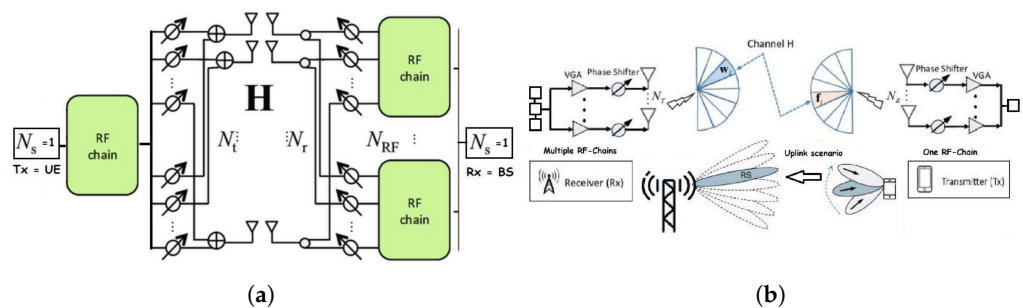 RF
chain
N_s =1
Tx = UE
H
N_t
N_r
RF
chain
N_RF
RF
chain
N_s =1
Rx = BS
(a)
Channel H
VGA
Phase Shifter
N_T
w
f
N_R
Phase Shifter
VGA
Multiple RF-Chains
Receiver (Rx)
RS
Uplink scenario
One RF-Chain
Transmitter (Tx)
(b)